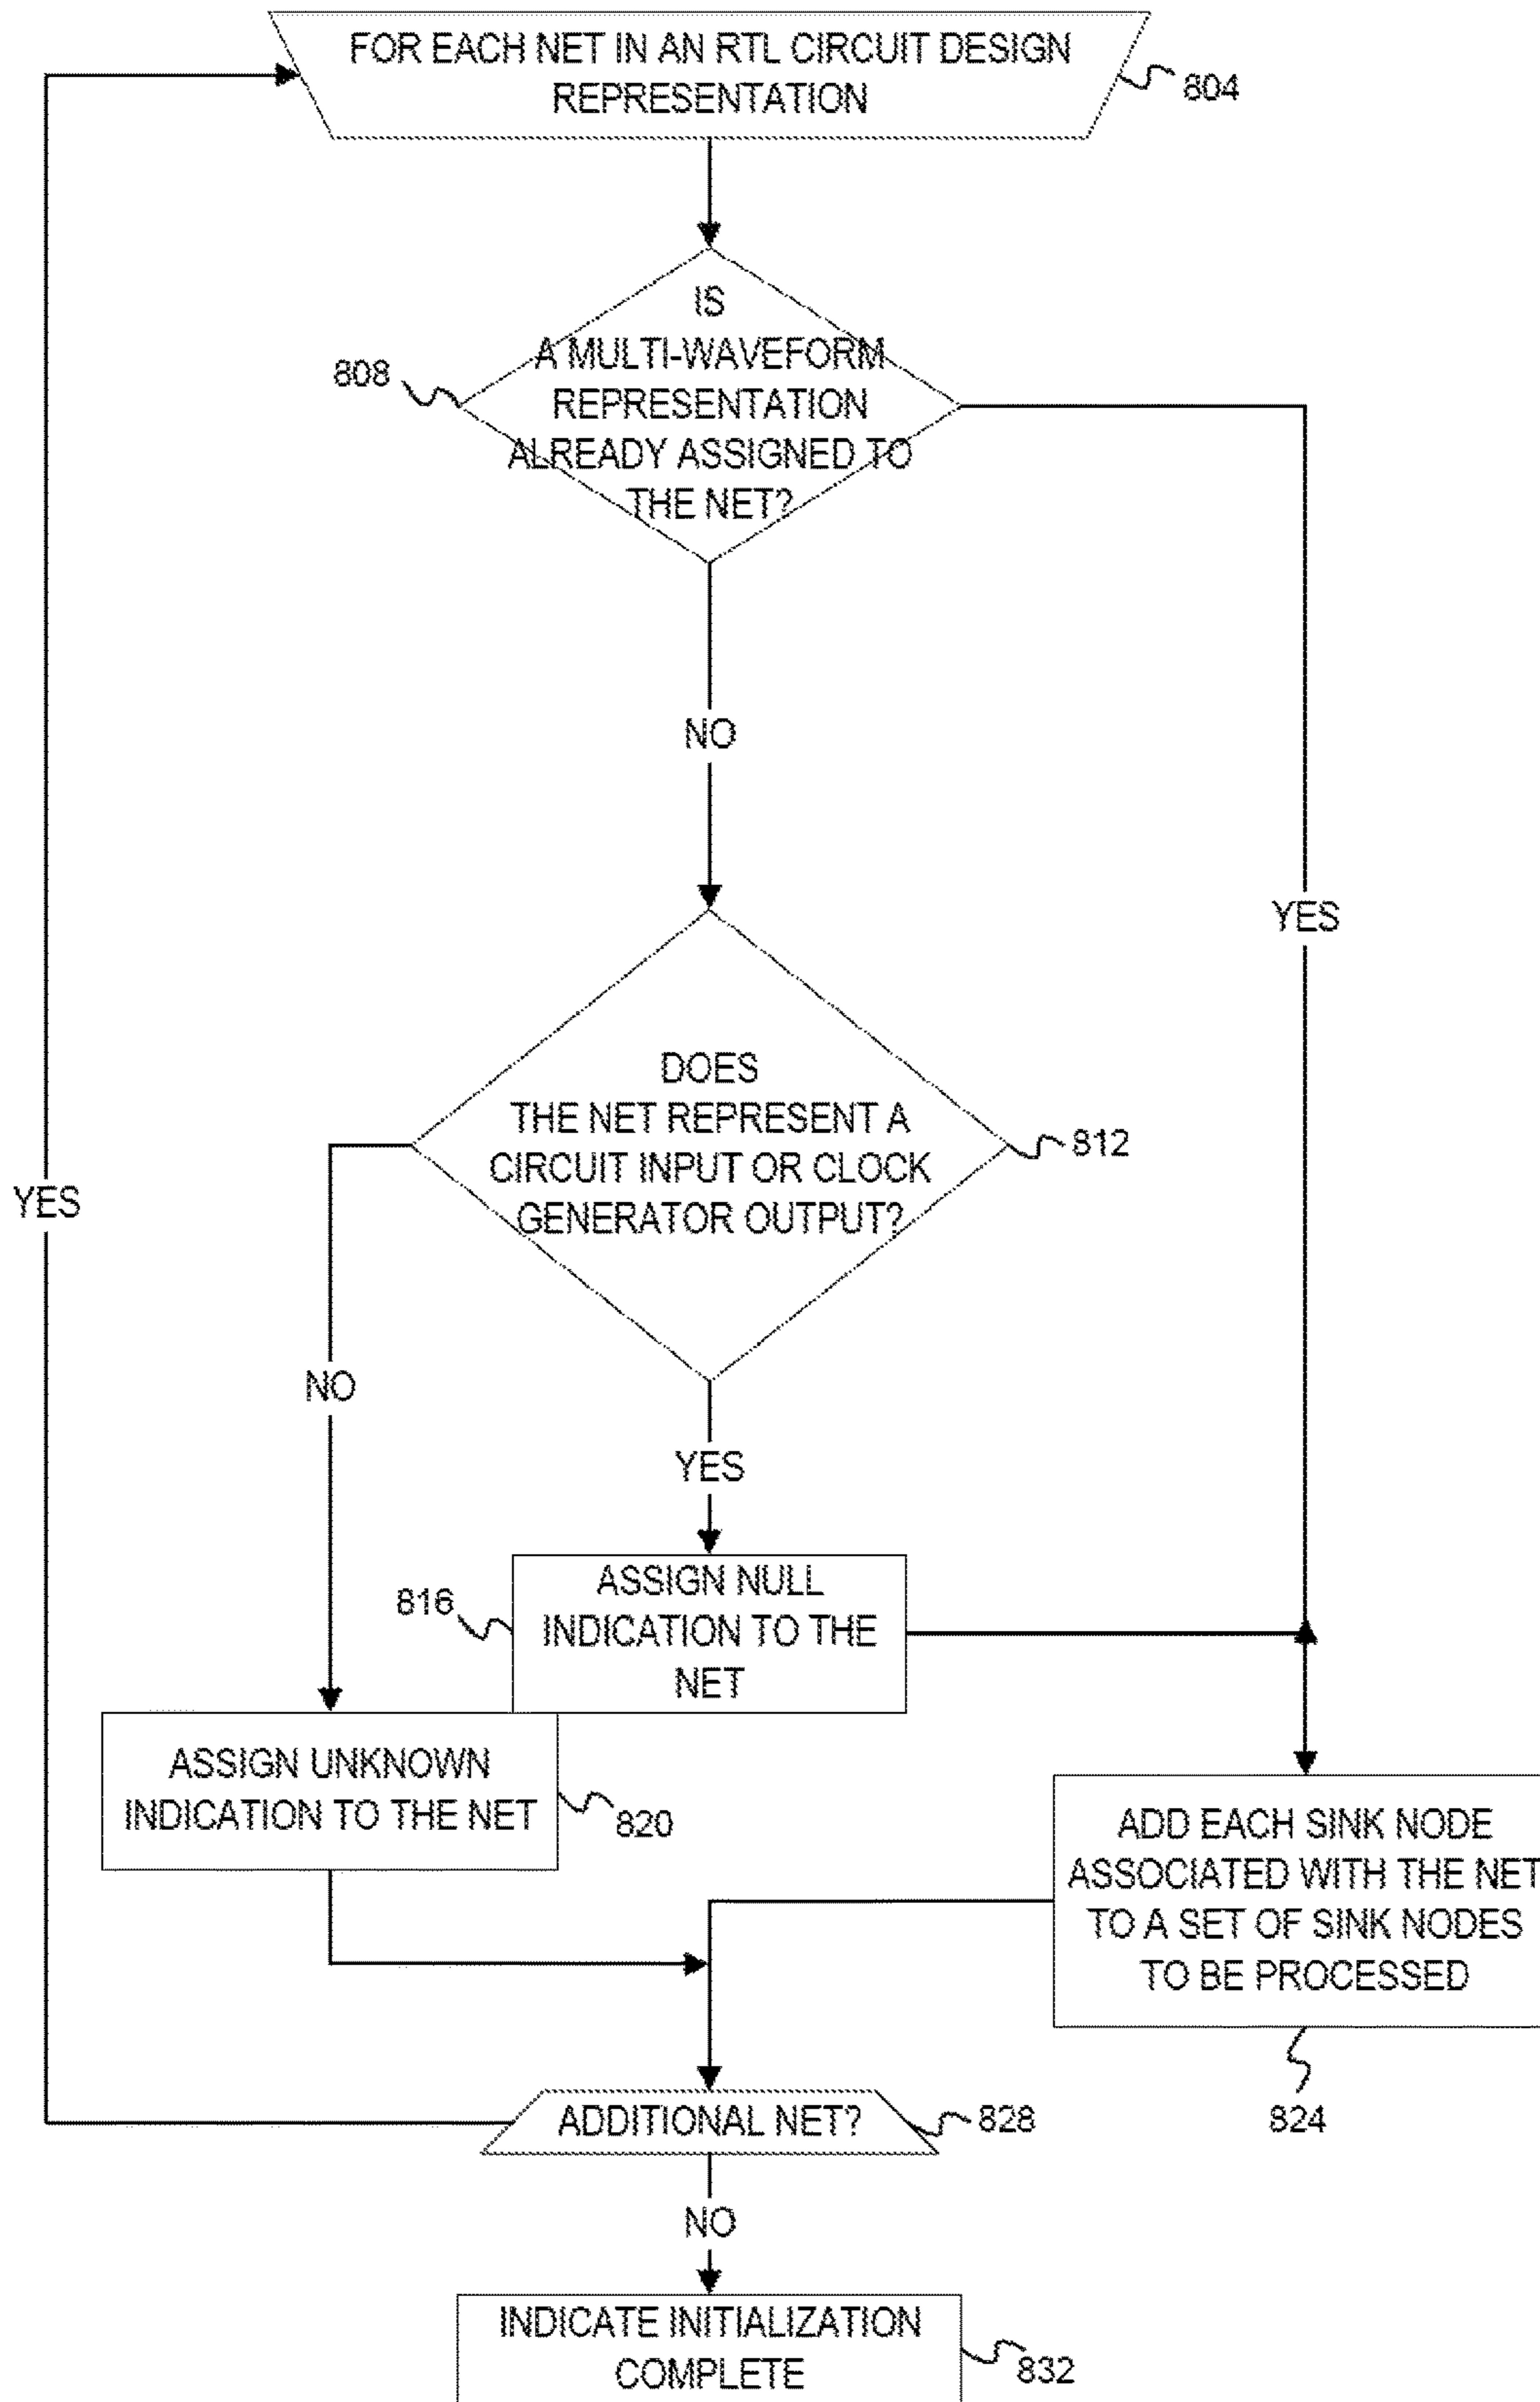 FOR EACH NET IN AN RTL CIRCUIT DESIGN
REPRESENTATION
804
IS
A MULTI-WAVEFORM
REPRESENTATION
ALREADY ASSIGNED TO
THE NET?
808
NO
YES
DOES
THE NET REPRESENT A
CIRCUIT INPUT OR CLOCK
GENERATOR OUTPUT?
812
YES
NO
YES
ASSIGN NULL
INDICATION TO THE
NET
816
ASSIGN UNKNOWN
INDICATION TO THE NET
820
ADD EACH SINK NODE
ASSOCIATED WITH THE NET
TO A SET OF SINK NODES
TO BE PROCESSED
824
ADDITIONAL NET?
828
NO
INDICATE INITIALIZATION
COMPLETE
832